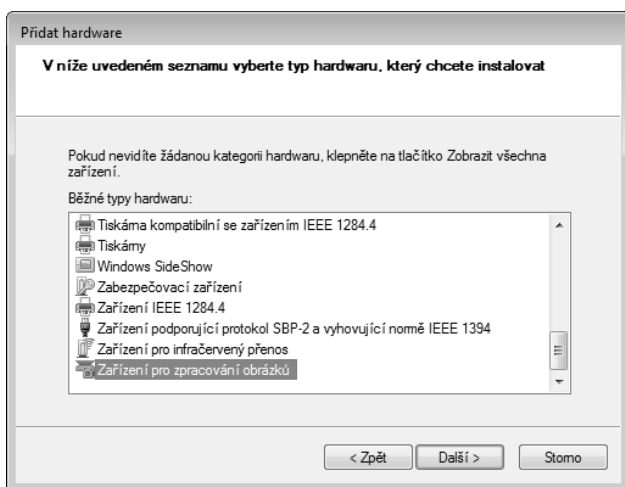 Přidat hardware
V níže uvedeném seznamu vyberte typ hardwaru, který chcete instalovat
Pokud nevidíte žádanou kategorii hardwaru, klepněte na tlačítko Zobrazit všechna
zařízení.
Běžné typy hardwaru:
Tiskárna kompatibilní se zařízením IEEE 1284.4
Tiskárny
Windows SideShow
Zabezpečovací zařízení
Zařízení IEEE 1284.4
Zařízení podporující protokol SBP-2 a vyhovující normě IEEE 1394
Zařízení pro infračervený přenos
Zařízení pro zpracování obrázků
< Zpět
Další >
Storno